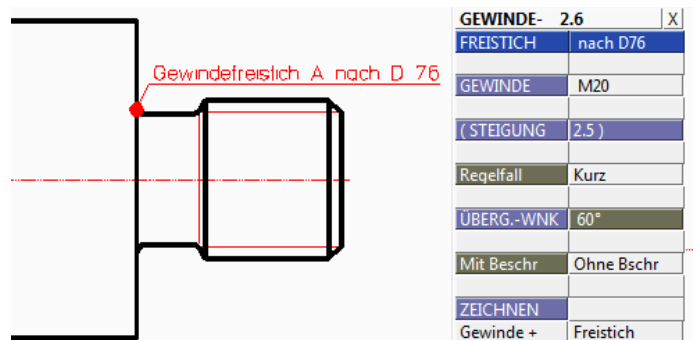 Gewindefreistich A nach D 76
GEWINDE- 2.6 X
FREISTICH nach D76
GEWINDE M20
( STEIGUNG 2.5 )
Regelfall Kurz
ÜBERG.-WNK 60°
Mit Beschr Ohne Bschr
ZEICHNEN
Gewinde + Freistich